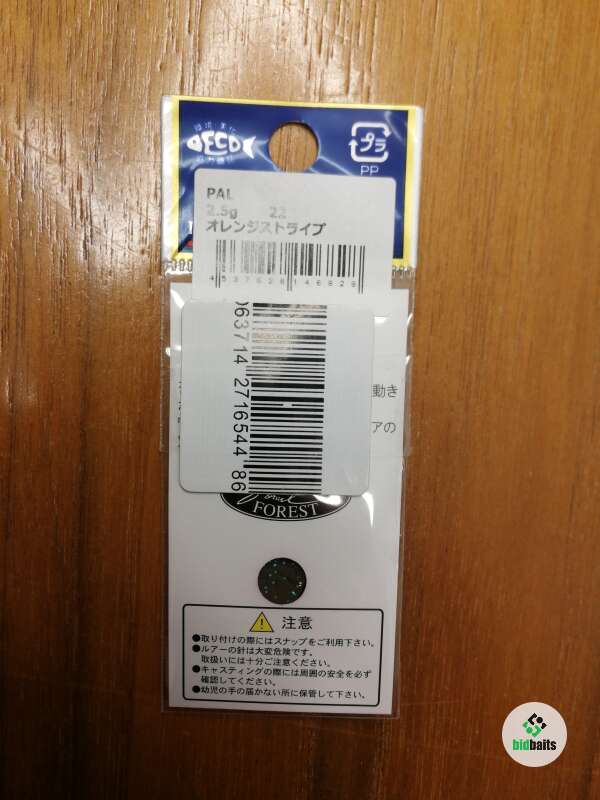 DECO
プラ
PP
PAL
2.5g 22
オレンジストライプ
063714 2716544 86
動き
アの
FOREST
注意
●取り付けの際にはスナップをご利用下さい。
●ルアーの針は大変危険です。
取扱いには十分ご注意ください。
●キャスティングの際には周囲の安全を必ず
確認してください。
●幼児の手の届かない所に保管して下さい。
bidbaits